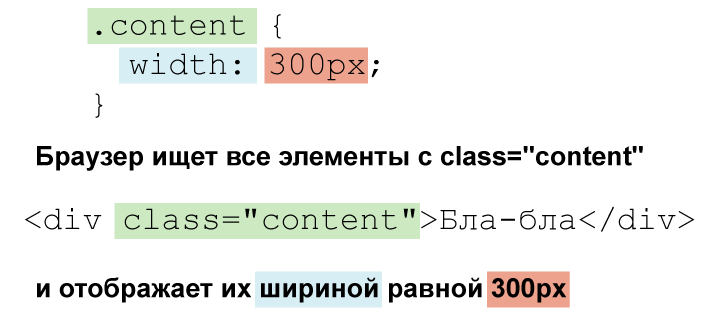 .content {
width: 300px;
}
Браузер ищет все элементы с class="content"
<div class="content">Бла-бла</div>
и отображает их шириной равной 300px